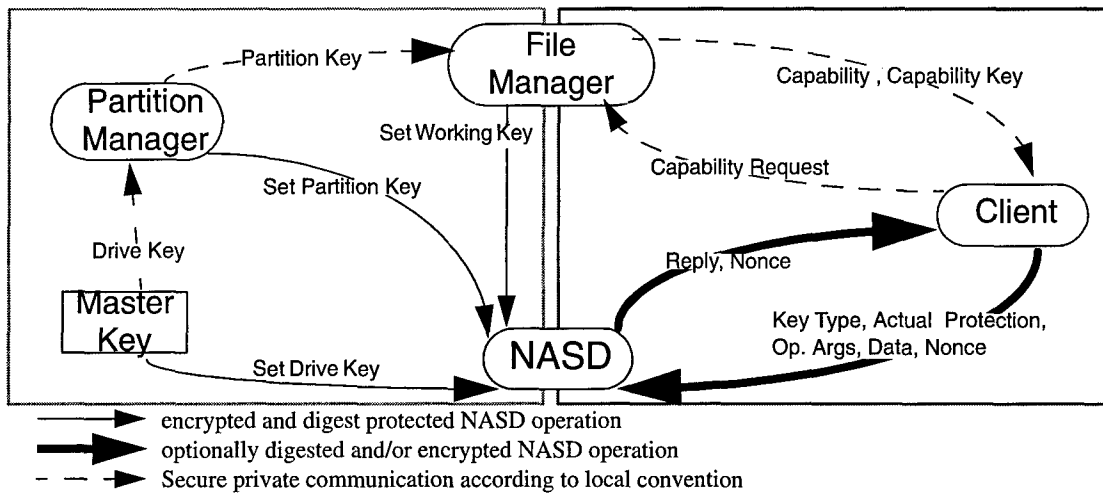 File
Manager
Partition Key
Capability , Capability Key
Partition
Manager
Set Working Key
Capability Request
Set Partition Key
Client
Drive Key
Reply, Nonce
Master
Key
Key Type, Actual Protection,
Op. Args, Data, Nonce
NASD
Set Drive Key
encrypted and digest protected NASD operation
optionally digested and/or encrypted NASD operation
Secure private communication according to local convention